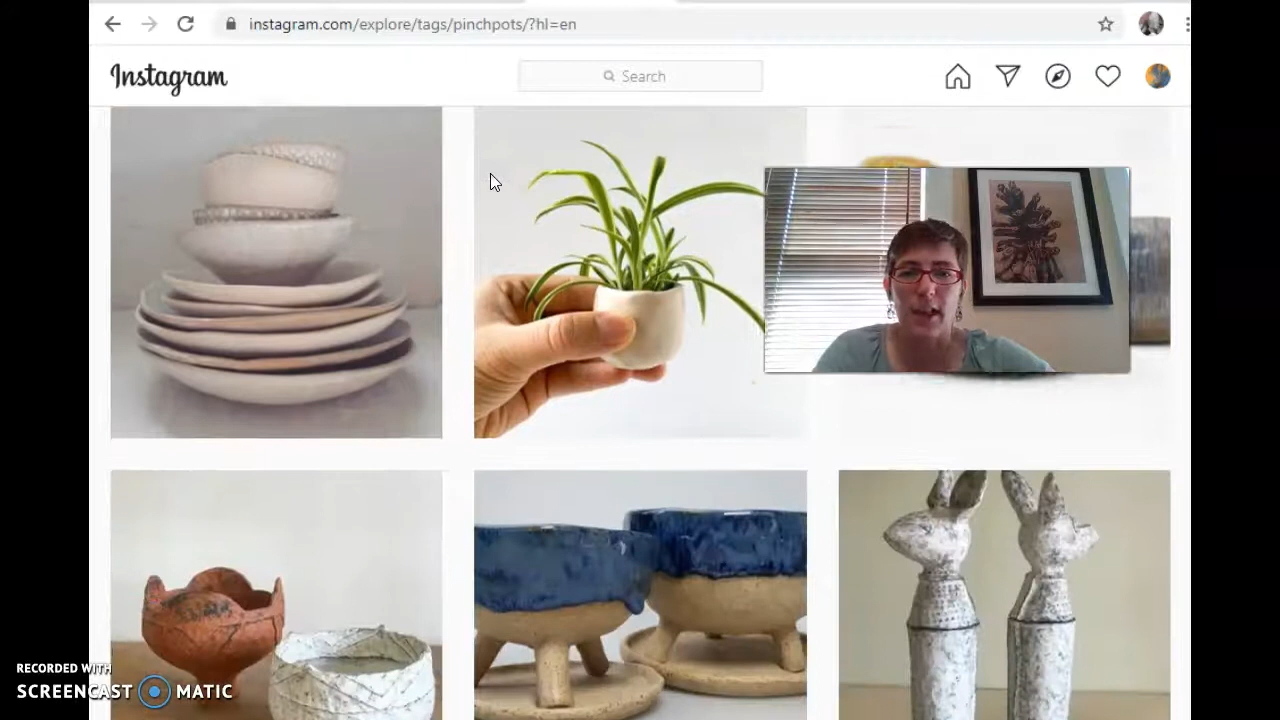 instagram.com/explore/tags/pinchpots/?hl=en
Instagram
Search
RECORDED WITH
SCREENCAST MATIC